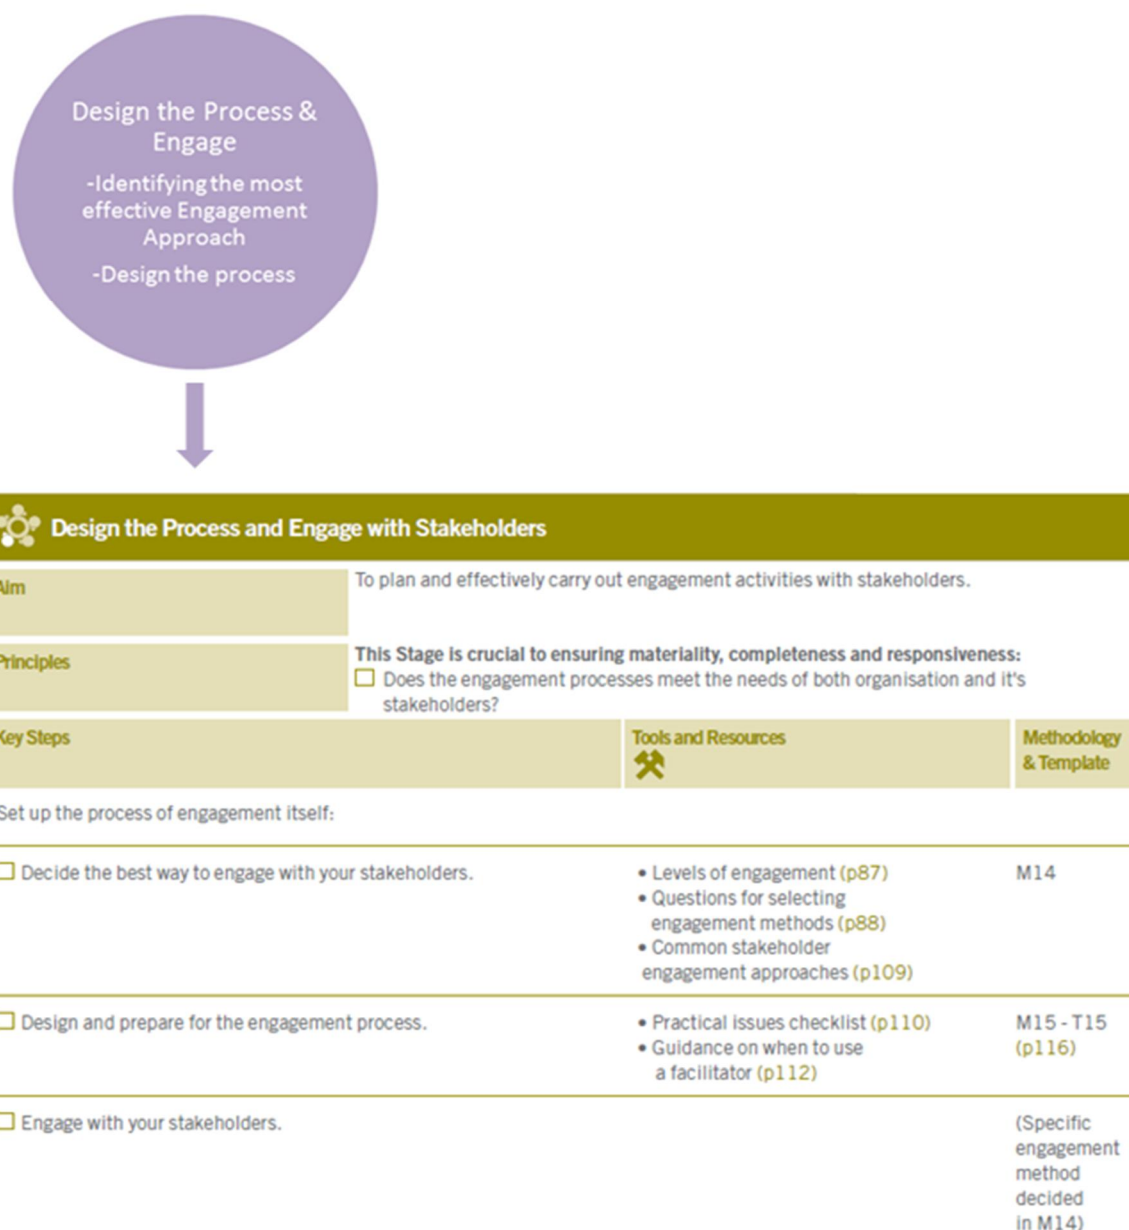 Design the Process &
Engage
-Identifying the most
effective Engagement
Approach
-Design the process
Design the Process and Engage with Stakeholders
Aim
To plan and effectively carry out engagement activities with stakeholders.
Principles
This Stage is crucial to ensuring materiality, completeness and responsiveness:
Does the engagement processes meet the needs of both organisation and it's
stakeholders?
Key Steps
Tools and Resources
Methodology
& Template
Set up the process of engagement itself:
Decide the best way to engage with your stakeholders.
• Levels of engagement (p87)
• Questions for selecting
engagement methods (p88)
• Common stakeholder
engagement approaches (p109)
M14
Design and prepare for the engagement process.
• Practical issues checklist (p110)
• Guidance on when to use
a facilitator (p112)
M15 - T15
(p116)
Engage with your stakeholders.
(Specific
engagement
method
decided
in M14)